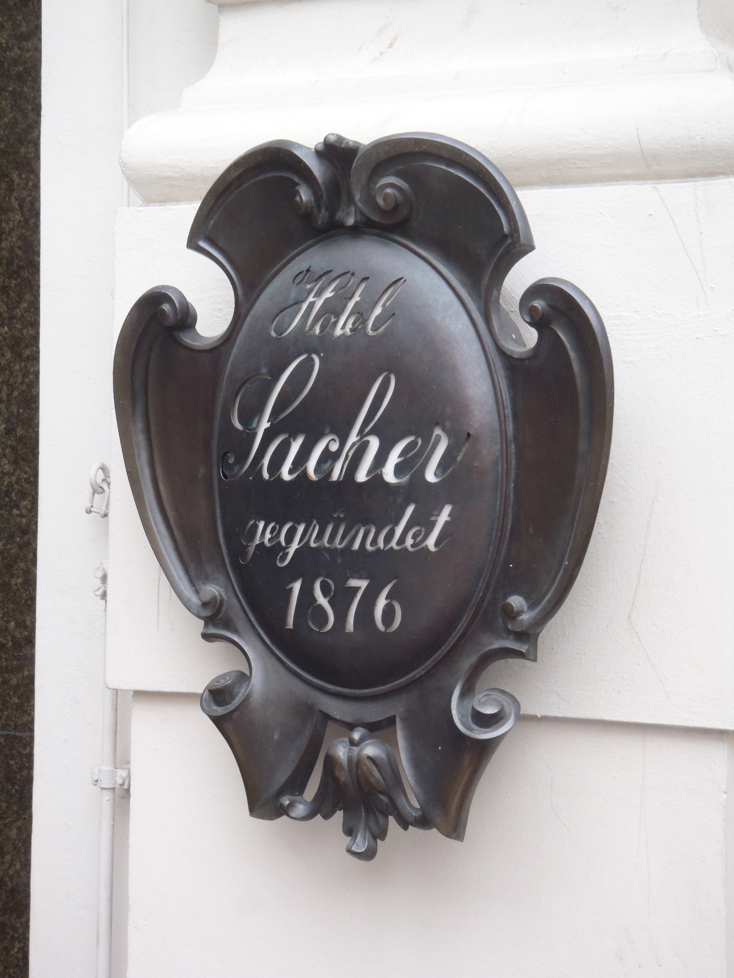 Hotel
Sacher
gegründet
1876